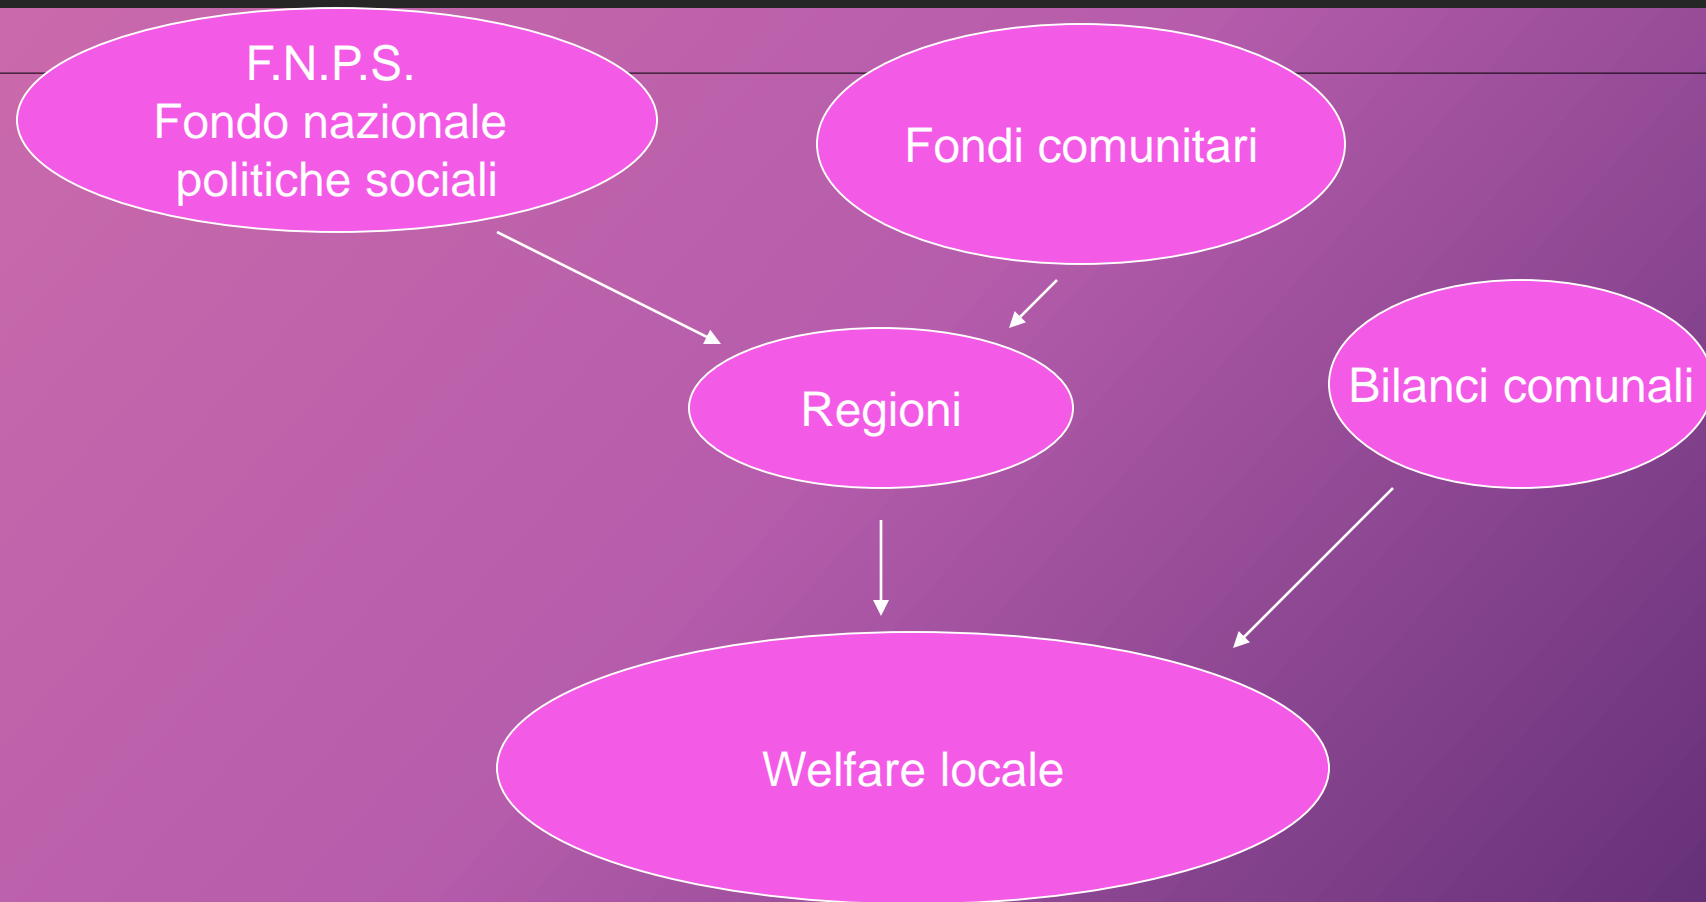 F.N.P.S.
Fondo nazionale
politiche sociali
Fondi comunitari
Regioni
Bilanci comunali
Welfare locale